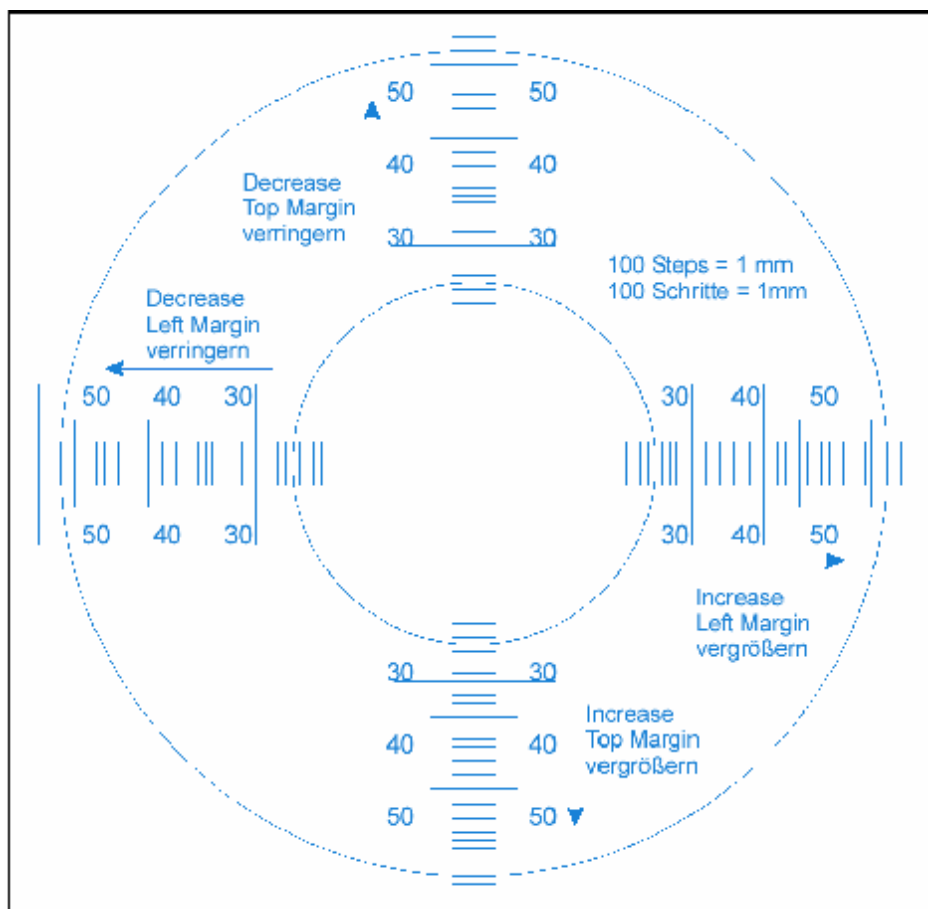 50 50
40 40
Decrease
Top Margin
verringern
30 30
100 Steps = 1 mm
100 Schritte = 1mm
Decrease
Left Margin
verringern
50 40 30
30 40 50
50 40 30
30 40 50
Increase
Left Margin
vergrößern
30 30
Increase
Top Margin
vergrößern
40 40
50 50